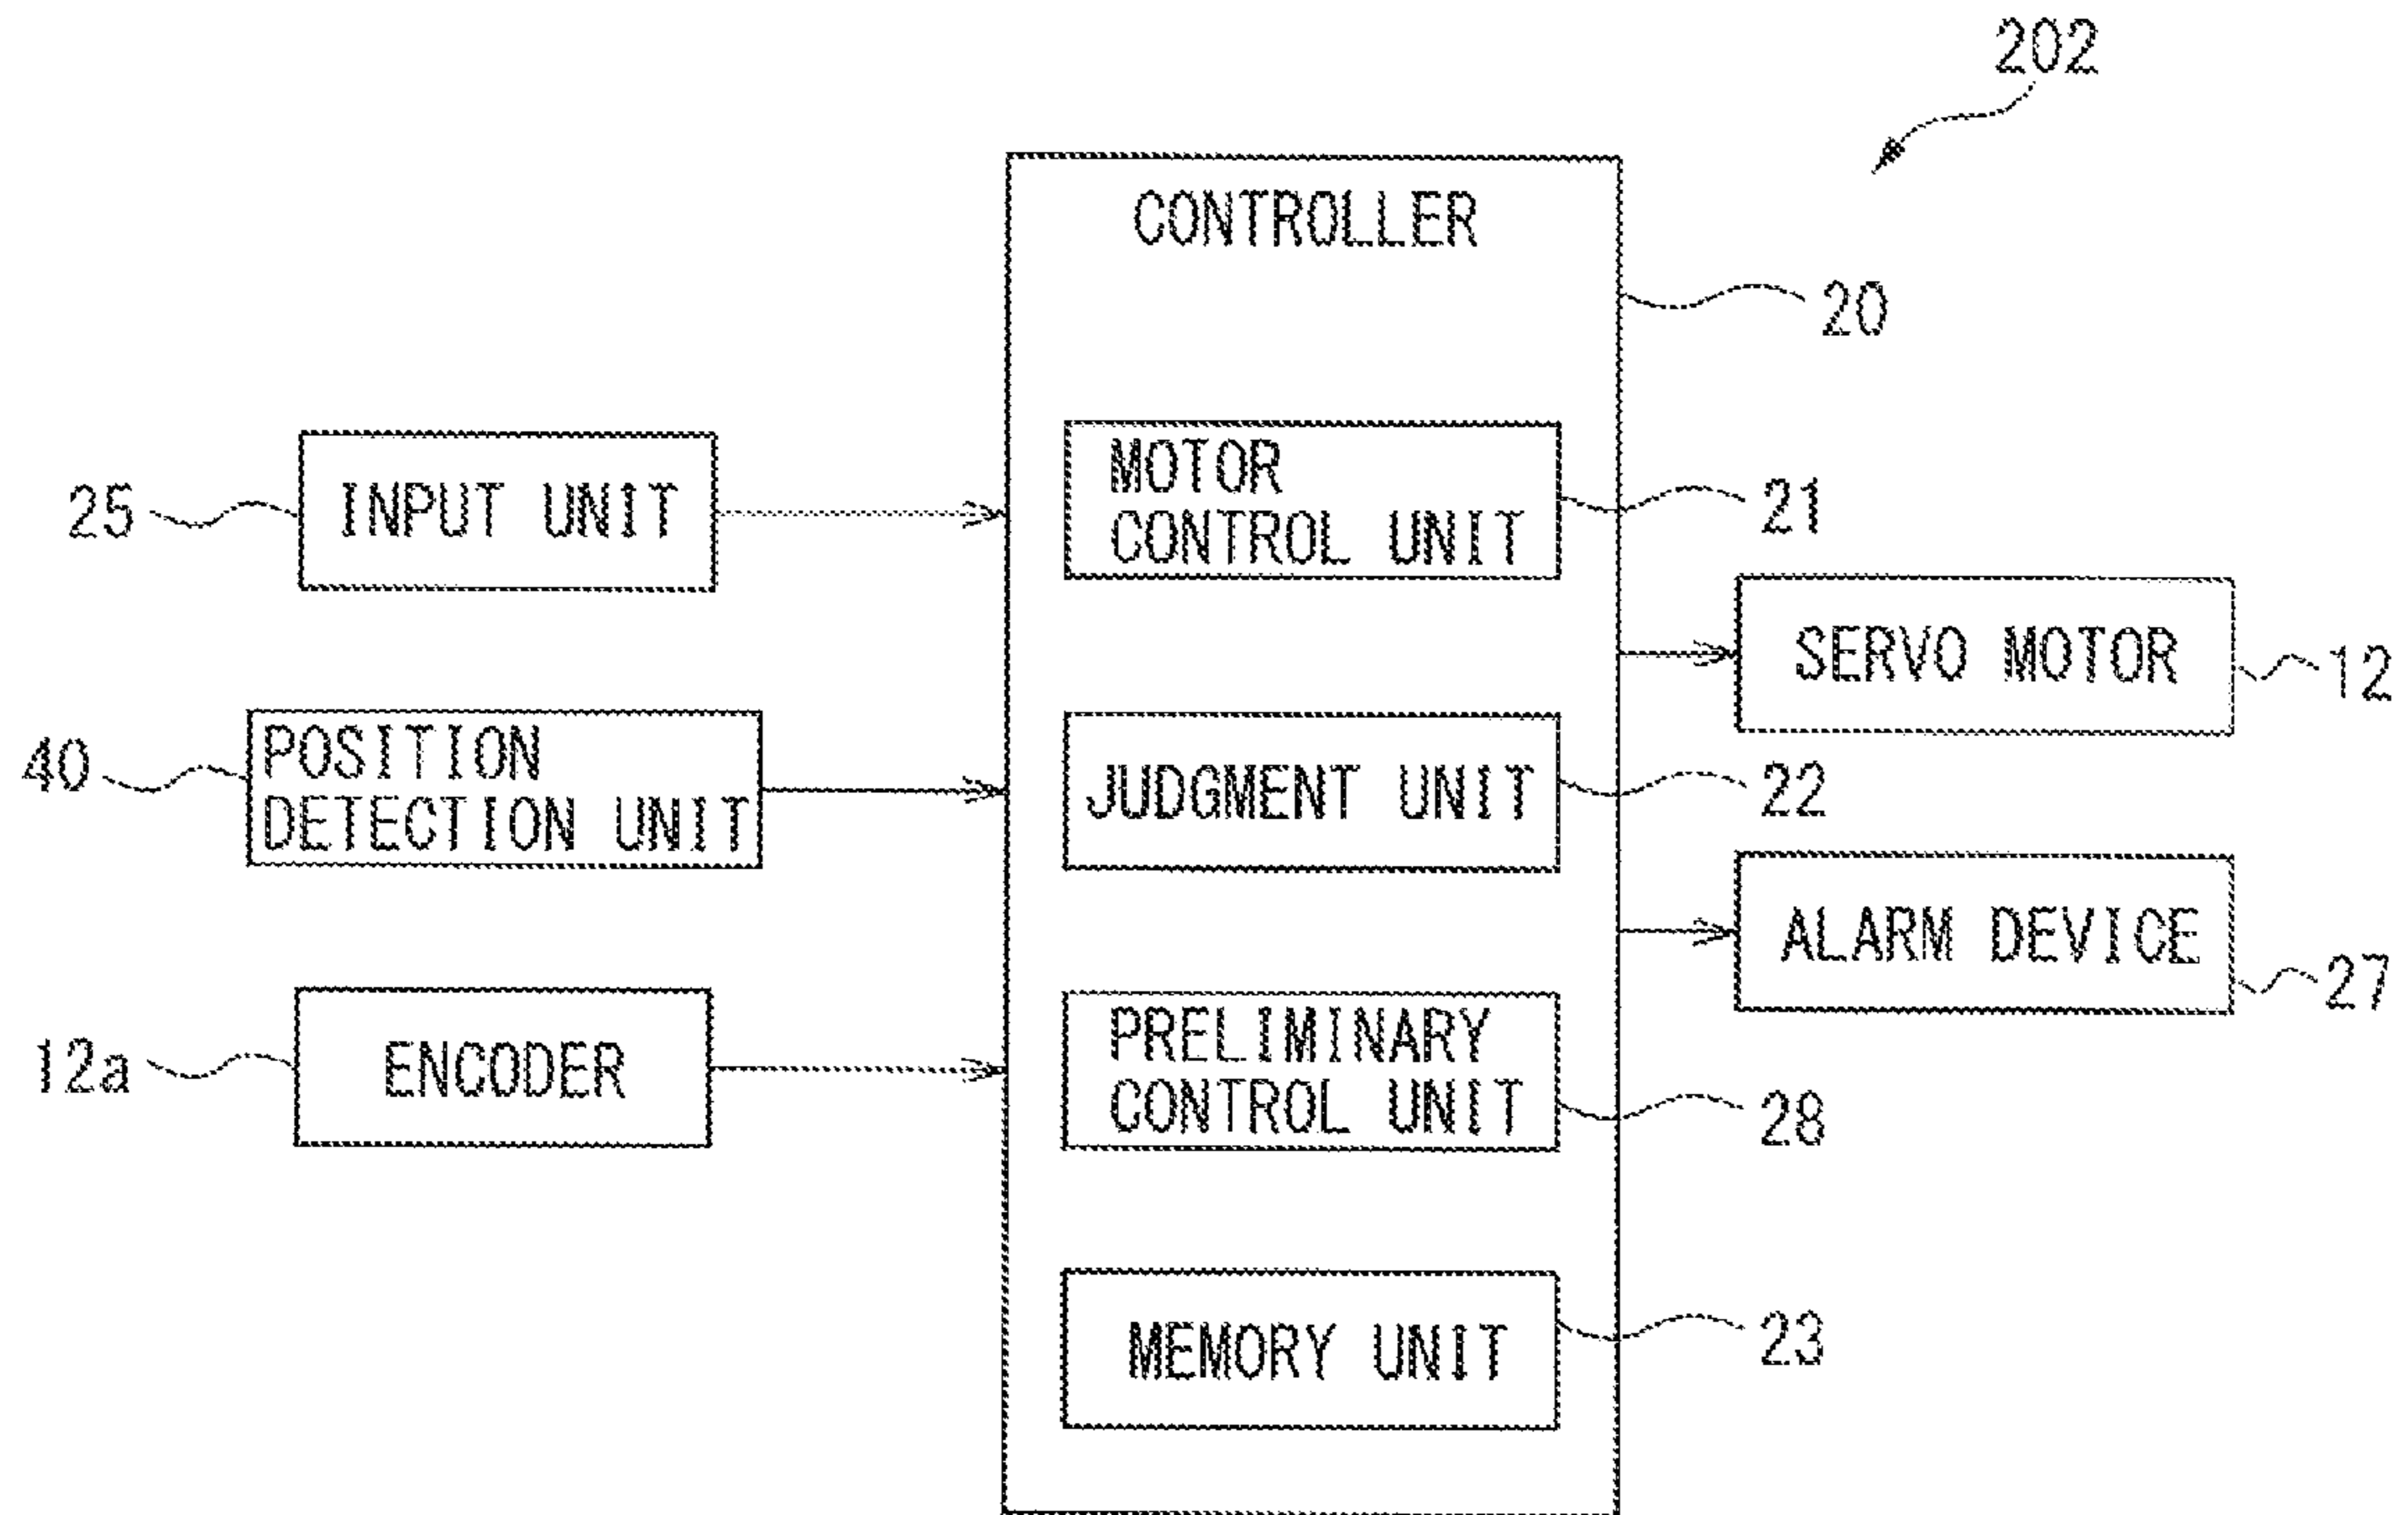 202
CONTROLLER
20
25
INPUT UNIT
MOTOR
CONTROL UNIT
21
SERVO MOTOR
12
40
POSITION
DETECTION UNIT
JUDGMENT UNIT
22
ALARM DEVICE
27
12a
ENCODER
PRELIMINARY
CONTROL UNIT
28
MEMORY UNIT
23